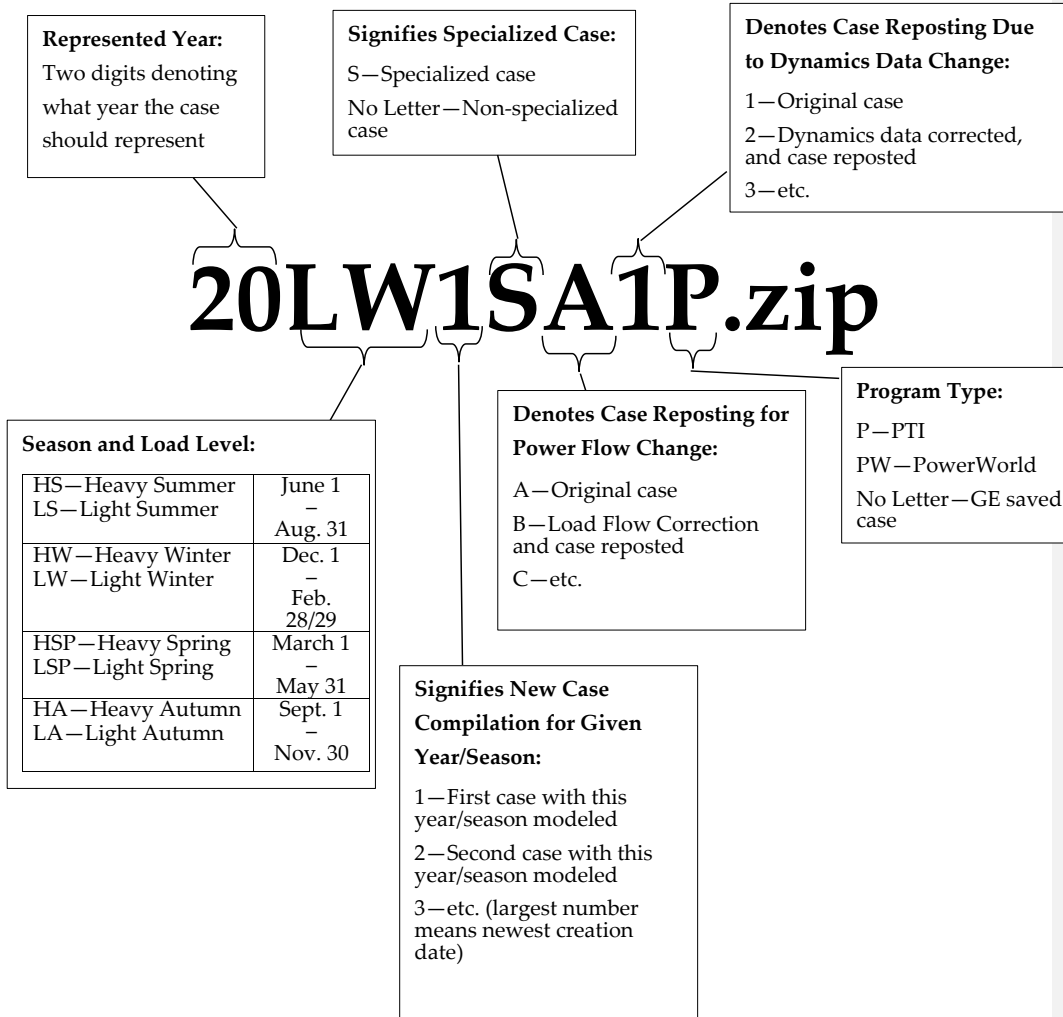 Represented Year:
Two digits denoting
what year the case
should represent
Signifies Specialized Case:
S—Specialized case
No Letter—Non-specialized
case
Denotes Case Reposting Due
to Dynamics Data Change:
1—Original case
2—Dynamics data corrected,
and case reposted
3—etc.
20LW1SA1P.zip
Season and Load Level:
HS—Heavy Summer
LS—Light Summer
June 1
–
Aug. 31
HW—Heavy Winter
LW—Light Winter
Dec. 1
–
Feb.
28/29
HSP—Heavy Spring
LSP—Light Spring
March 1
–
May 31
HA—Heavy Autumn
LA—Light Autumn
Sept. 1
–
Nov. 30
Signifies New Case
Compilation for Given
Year/Season:
1—First case with this
year/season modeled
2—Second case with this
year/season modeled
3—etc. (largest number
means newest creation
date)
Denotes Case Reposting for
Power Flow Change:
A—Original case
B—Load Flow Correction
and case reposted
C—etc.
Program Type:
P—PTI
PW—PowerWorld
No Letter—GE saved
case